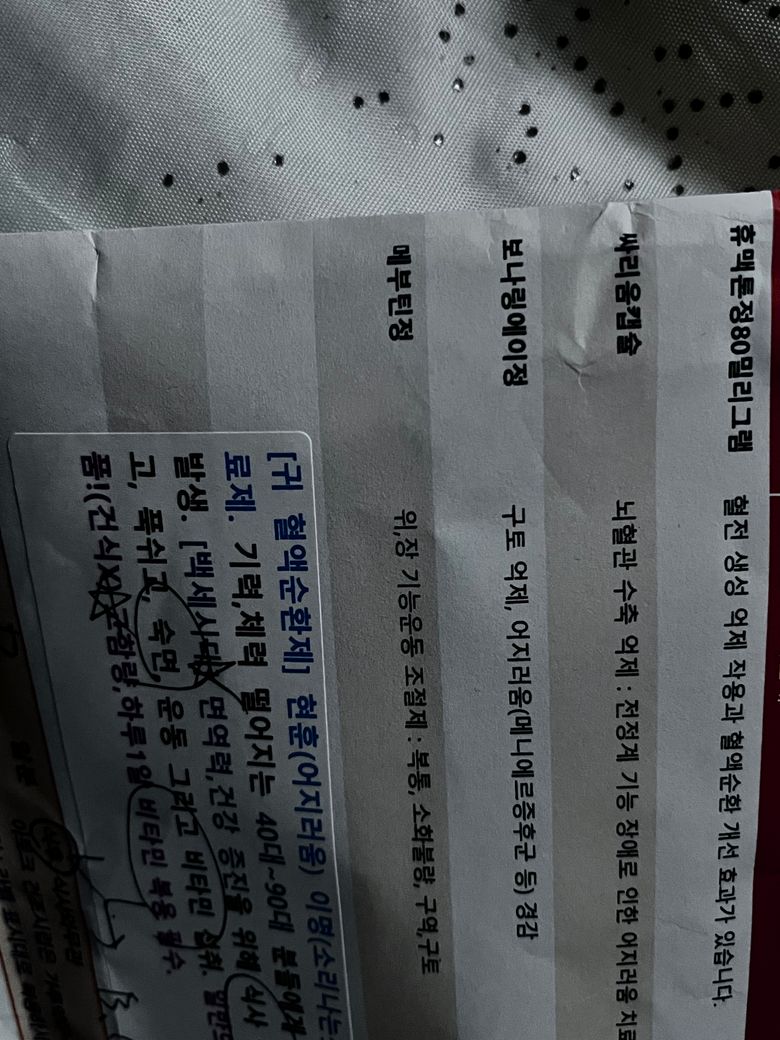 휴맥룬정80밀리그램 혈전 생성 억제 작용과 혈액순환 개선 효과가 있습니다.
싸리움캡슐 뇌혈관 수축 억제 : 전정계 기능 장애로 인한 어지러움 치료
보나링에이정 구토 억제, 어지러움(메니에르증후군 등) 경감
메부틴정 위,장 기능운동 조절제 : 복통, 소화불량, 구역,구토
[귀 혈액순환제] 현훈(어지러움) 이명(소리나는
로제. 기력,체력 떨어지는 40대~90대 분들에게
발생. [백세시대] 면역력,건강 증진을 위해 식사
고, 푹쉬고, 숙면, 운동 그리고 비타민 섭취.
품!(건식X) 하루1알 비타민 복용 필수.